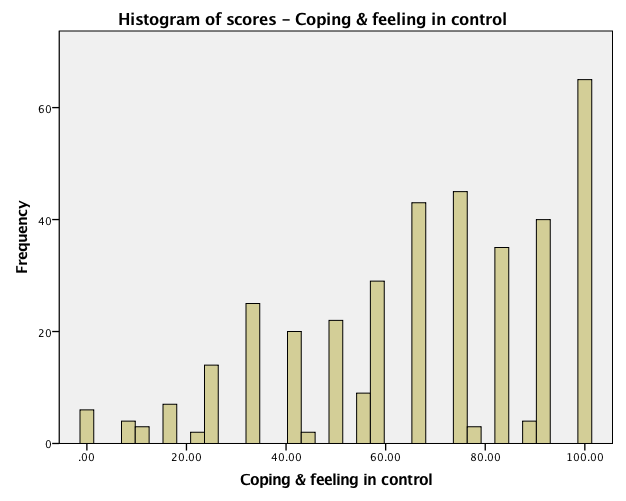 Histogram of scores – Coping & feeling in control
Frequency
60
40
20
0
.00 20.00 40.00 60.00 80.00 100.00
Coping & feeling in control